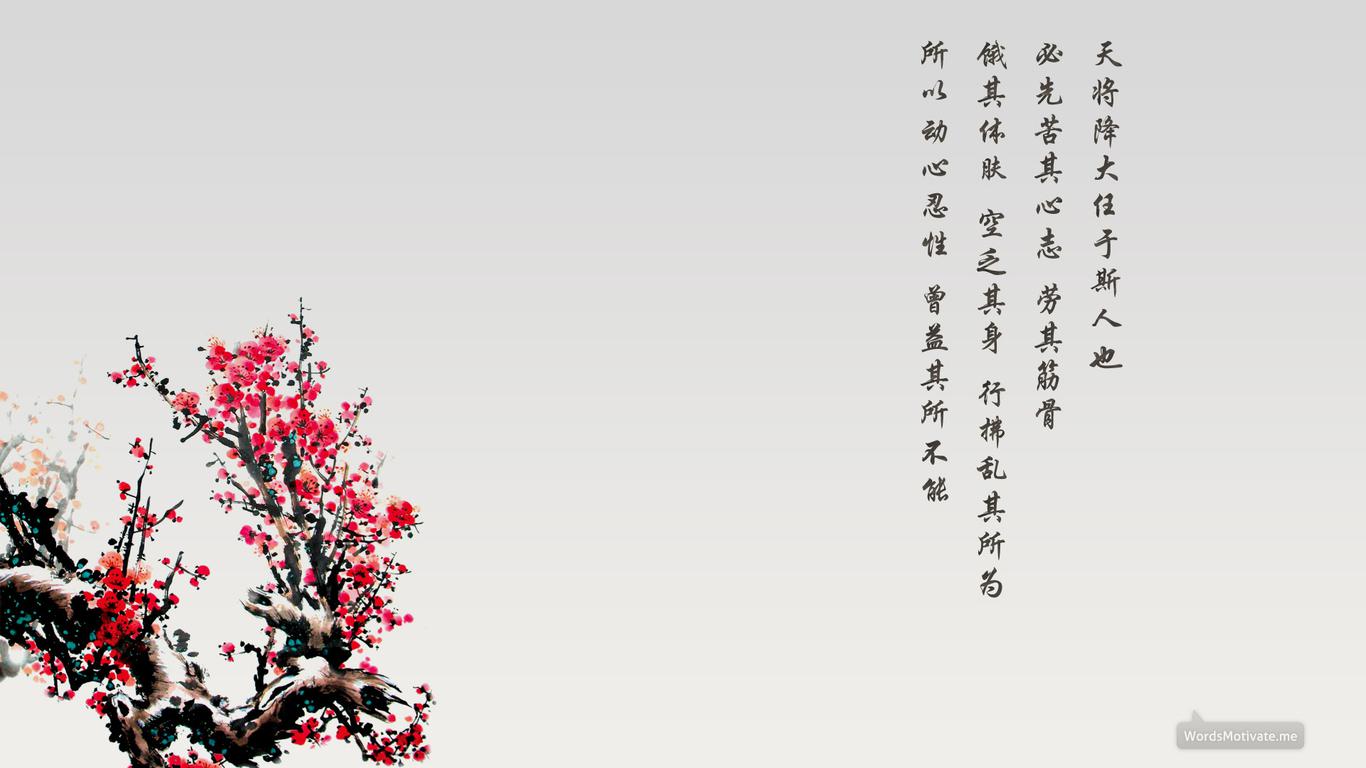 天将降大任于斯人也
必先苦其心志 劳其筋骨
饿其体肤 空乏其身 行拂乱其所为
所以动心忍性 曾益其所不能
WordsMotivate.me